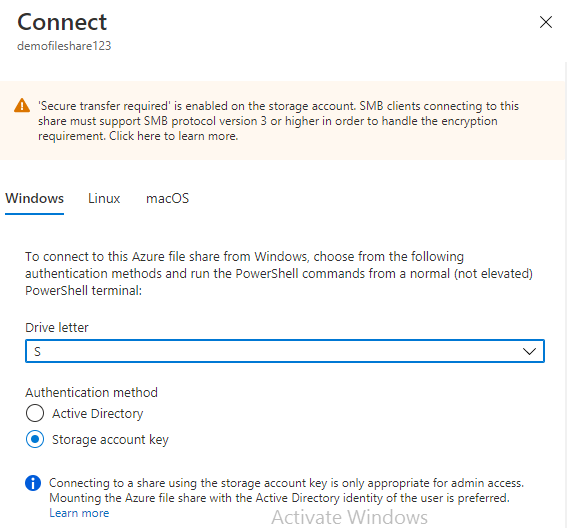 Connect
demofileshare123
'Secure transfer required' is enabled on the storage account. SMB clients connecting to this
share must support SMB protocol version 3 or higher in order to handle the encryption
requirement. Click here to learn more.
Windows Linux macOS
To connect to this Azure file share from Windows, choose from the following
authentication methods and run the PowerShell commands from a normal (not elevated)
PowerShell terminal:
Drive letter
S
Authentication method
Active Directory
Storage account key
Connecting to a share using the storage account key is only appropriate for admin access.
Mounting the Azure file share with the Active Directory identity of the user is preferred.
Learn more
Activate Windows